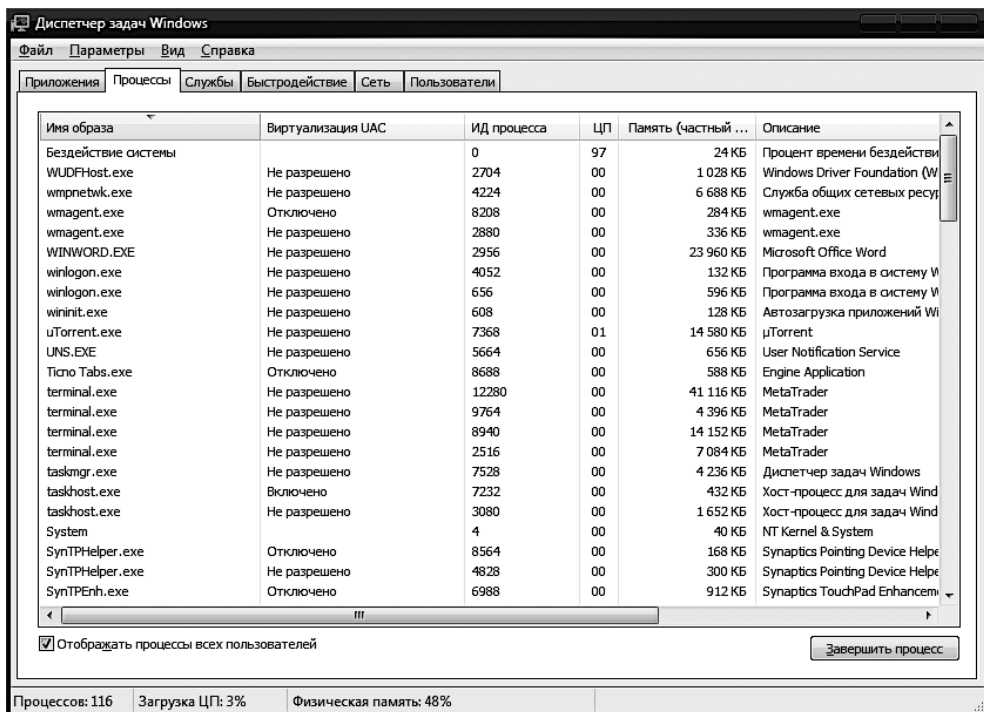 Диспетчер задач Windows
Файл Параметры Вид Справка
Приложения Процессы Службы Быстродействие Сеть Пользователи
Имя образа Виртуализация UAC ИД процесса ЦП Память (частный ... Описание
Бездействие системы 0 97 24 КБ Процент времени бездействи
WUDFHost.exe Не разрешено 2704 00 1 028 КБ Windows Driver Foundation (W
wmpnetwk.exe Не разрешено 4224 00 6 688 КБ Служба общих сетевых ресур
wmagent.exe Отключено 8208 00 284 КБ wmagent.exe
wmagent.exe Не разрешено 2880 00 336 КБ wmagent.exe
WINWORD.EXE Не разрешено 2956 00 23 960 КБ Microsoft Office Word
winlogon.exe Не разрешено 4052 00 132 КБ Программа входа в систему W
winlogon.exe Не разрешено 656 00 596 КБ Программа входа в систему W
wininit.exe Не разрешено 608 00 128 КБ Автозагрузка приложений Wi
uTorrent.exe Не разрешено 7368 01 14 580 КБ µTorrent
UNS.EXE Не разрешено 5664 00 656 КБ User Notification Service
Ticno Tabs.exe Отключено 8688 00 588 КБ Engine Application
terminal.exe Не разрешено 12280 00 41 116 КБ MetaTrader
terminal.exe Не разрешено 9764 00 4 396 КБ MetaTrader
terminal.exe Не разрешено 8940 00 14 152 КБ MetaTrader
terminal.exe Не разрешено 2516 00 7 084 КБ MetaTrader
taskmgr.exe Не разрешено 7528 00 4 236 КБ Диспетчер задач Windows
taskhost.exe Включено 7232 00 432 КБ Хост-процесс для задач Wind
taskhost.exe Не разрешено 3080 00 1 652 КБ Хост-процесс для задач Wind
System 4 00 40 КБ NT Kernel & System
SynTPHelper.exe Отключено 8564 00 168 КБ Synaptics Pointing Device Helpe
SynTPHelper.exe Не разрешено 4828 00 300 КБ Synaptics Pointing Device Helpe
SynTPEnh.exe Отключено 6988 00 912 КБ Synaptics TouchPad Enhanceme
Отображать процессы всех пользователей
Завершить процесс
Процессов: 116 Загрузка ЦП: 3% Физическая память: 48%